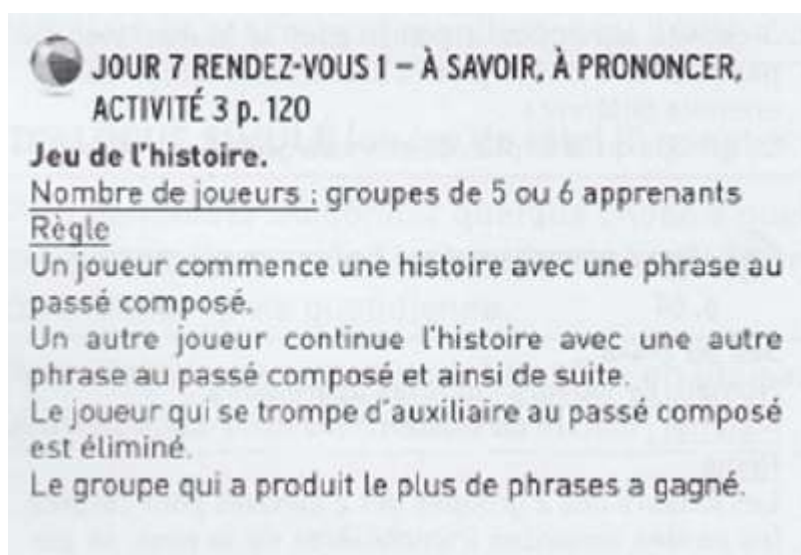 JOUR 7 RENDEZ-VOUS 1 – À SAVOIR, À PRONONCER,
ACTIVITÉ 3 p. 120
Jeu de l'histoire.
Nombre de joueurs : groupes de 5 ou 6 apprenants
Règle
Un joueur commence une histoire avec une phrase au
passé composé.
Un autre joueur continue l'histoire avec une autre
phrase au passé composé et ainsi de suite.
Le joueur qui se trompe d'auxiliaire au passé composé
est éliminé.
Le groupe qui a produit le plus de phrases a gagné.